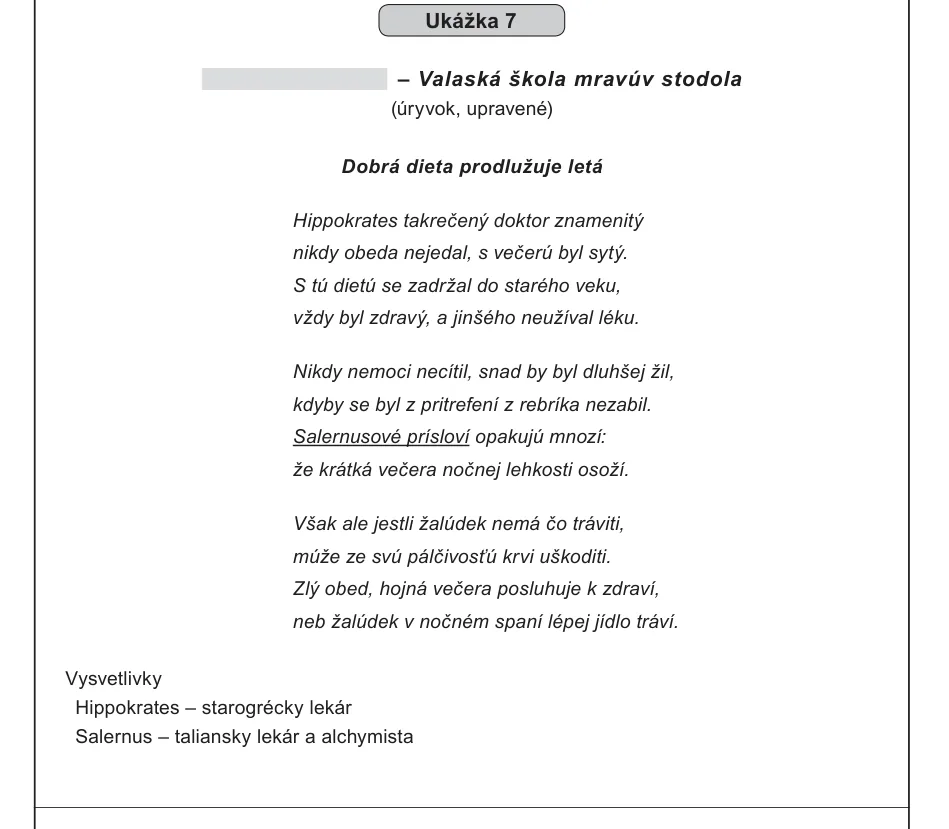 Ukážka 7
– Valaská škola mravúv stodola
(úryvok, upravené)
Dobrá dieta prodlužuje letá
Hippokrates takrečený doktor znamenitý
nikdy obeda nejedal, s večerú byl sytý.
S tú dietú se zadržal do starého veku,
vždy byl zdravý, a jinšého neužíval léku.
Nikdy nemoci necítil, snad by byl dluhšej žil,
kdyby se byl z pritrefení z rebríka nezabil.
Salernusové prísloví opakujú mnozí:
že krátká večera nočnej lehkosti osoží.
Však ale jestli žalúdek nemá čo tráviti,
múže ze svú pálčivosťú krvi uškoditi.
Zlý obed, hojná večera posluhuje k zdraví,
neb žalúdek v nočném spaní lépej jídlo tráví.
Vysvetlivky
Hippokrates – starogrécky lekár
Salernus – taliansky lekár a alchymista